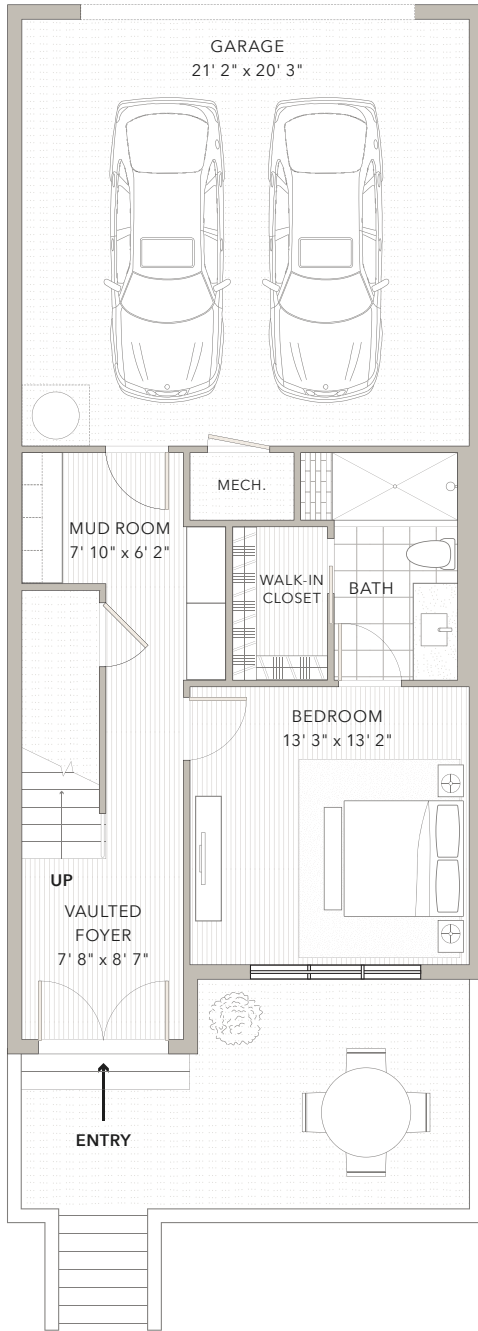 GARAGE
21' 2" x 20' 3"
MECH.
MUD ROOM
7' 10" x 6' 2"
WALK-IN
CLOSET
BATH
BEDROOM
13' 3" x 13' 2"
UP
VAULTED
FOYER
7' 8" x 8' 7"
ENTRY